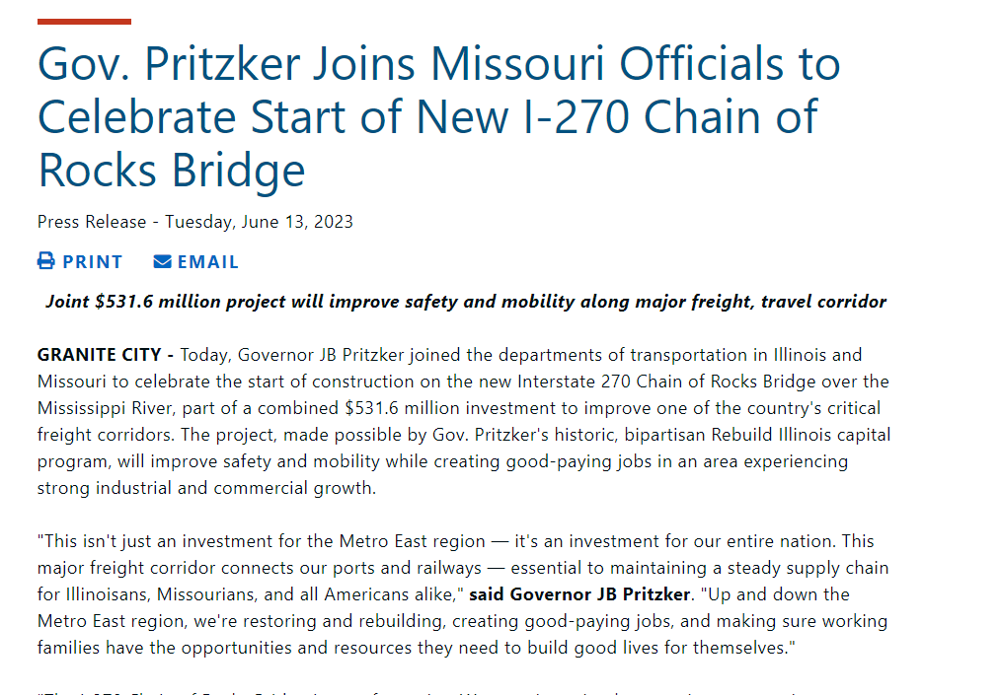 Gov. Pritzker Joins Missouri Officials to
Celebrate Start of New I-270 Chain of
Rocks Bridge
Press Release - Tuesday, June 13, 2023
PRINT EMAIL
Joint $531.6 million project will improve safety and mobility along major freight, travel corridor
GRANITE CITY - Today, Governor JB Pritzker joined the departments of transportation in Illinois and
Missouri to celebrate the start of construction on the new Interstate 270 Chain of Rocks Bridge over the
Mississippi River, part of a combined $531.6 million investment to improve one of the country's critical
freight corridors. The project, made possible by Gov. Pritzker's historic, bipartisan Rebuild Illinois capital
program, will improve safety and mobility while creating good-paying jobs in an area experiencing
strong industrial and commercial growth.
"This isn't just an investment for the Metro East region — it's an investment for our entire nation. This
major freight corridor connects our ports and railways — essential to maintaining a steady supply chain
for Illinoisans, Missourians, and all Americans alike," said Governor JB Pritzker. "Up and down the
Metro East region, we're restoring and rebuilding, creating good-paying jobs, and making sure working
families have the opportunities and resources they need to build good lives for themselves."